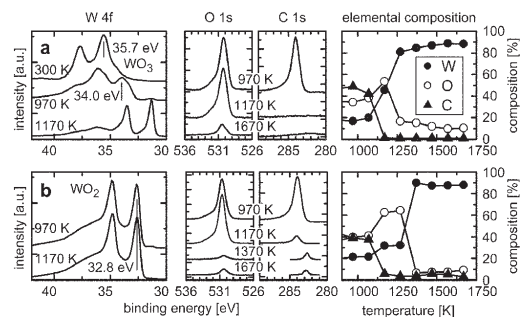 W 4f O 1s C 1s elemental composition
a
35.7 eV
WO3
300 K
34.0 eV
970 K
1170 K
intensity [a.u.]
970 K
1170 K
1670 K
W
O
C
100
80
60
40
20
0
composition [%]
40 35 30 536 531 526 285 280 1000 1250 1500 1750
b
WO2
970 K
1170 K
32.8 eV
intensity [a.u.]
970 K
1170 K
1370 K
1670 K
100
80
60
40
20
0
composition [%]
40 35 30 536 531 526 285 280 1000 1250 1500 1750
binding energy [eV] [eV] temperature [K]